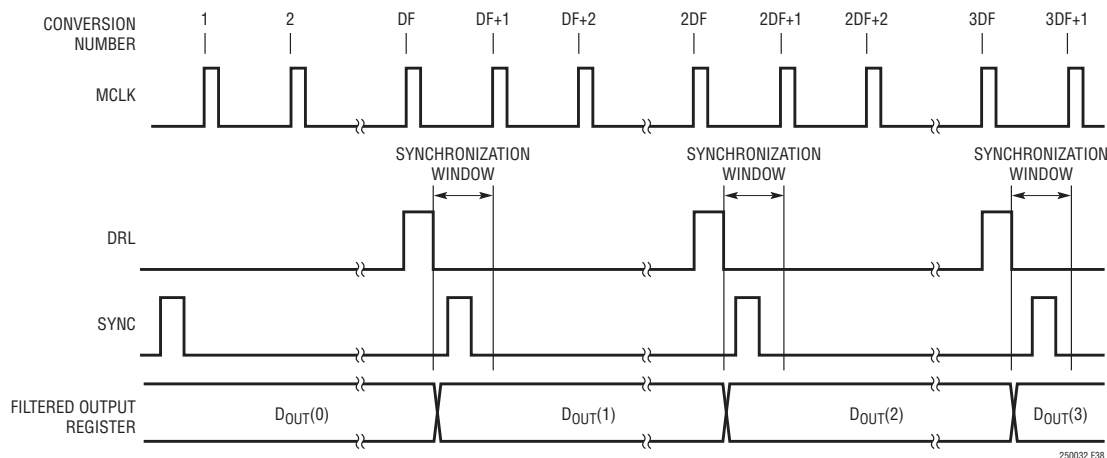 CONVERSION
NUMBER
1 2 DF DF+1 DF+2 2DF 2DF+1 2DF+2 3DF 3DF+1
MCLK
SYNCHRONIZATION
WINDOW
SYNCHRONIZATION
WINDOW
SYNCHRONIZATION
WINDOW
DRL
SYNC
FILTERED OUTPUT
REGISTER
DOUT(0) DOUT(1) DOUT(2) DOUT(3)
250032 F38